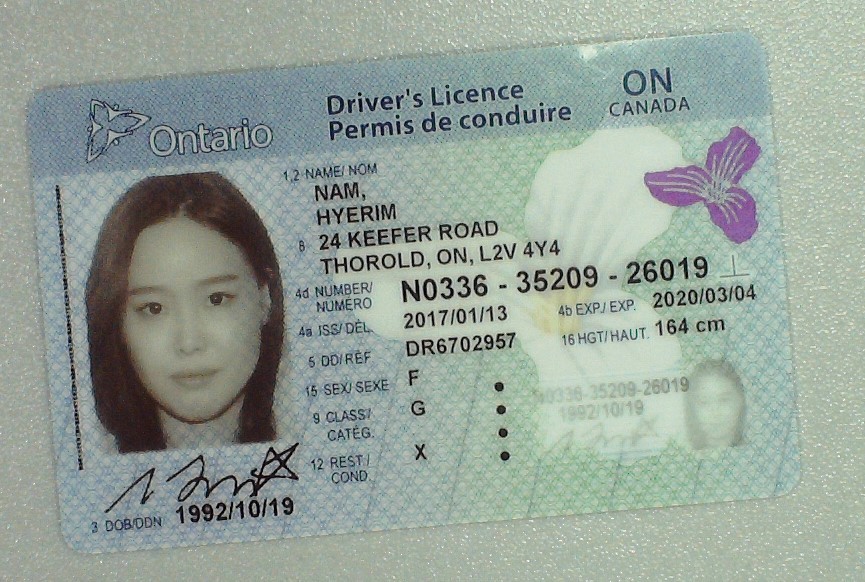 Ontario
Driver's Licence
Permis de conduire
ON
CANADA
1,2 NAME/ NOM
NAM,
HYERIM
8 24 KEEFER ROAD
THOROLD, ON, L2V 4Y4
4d NUMBER/ NUMÉRO N0336 - 35209 - 26019
4a ISS/ DÉL. 2017/01/13 4b EXP./ EXP. 2020/03/04
5 DD/RÉF DR6702957 16 HGT/HAUT. 164 cm
15 SEX/ SEXE F
9 CLASS/ CATÉG. G
12 REST./ COND. X
N0336-35209-26019
1992/10/19
3 DOB/DDN 1992/10/19